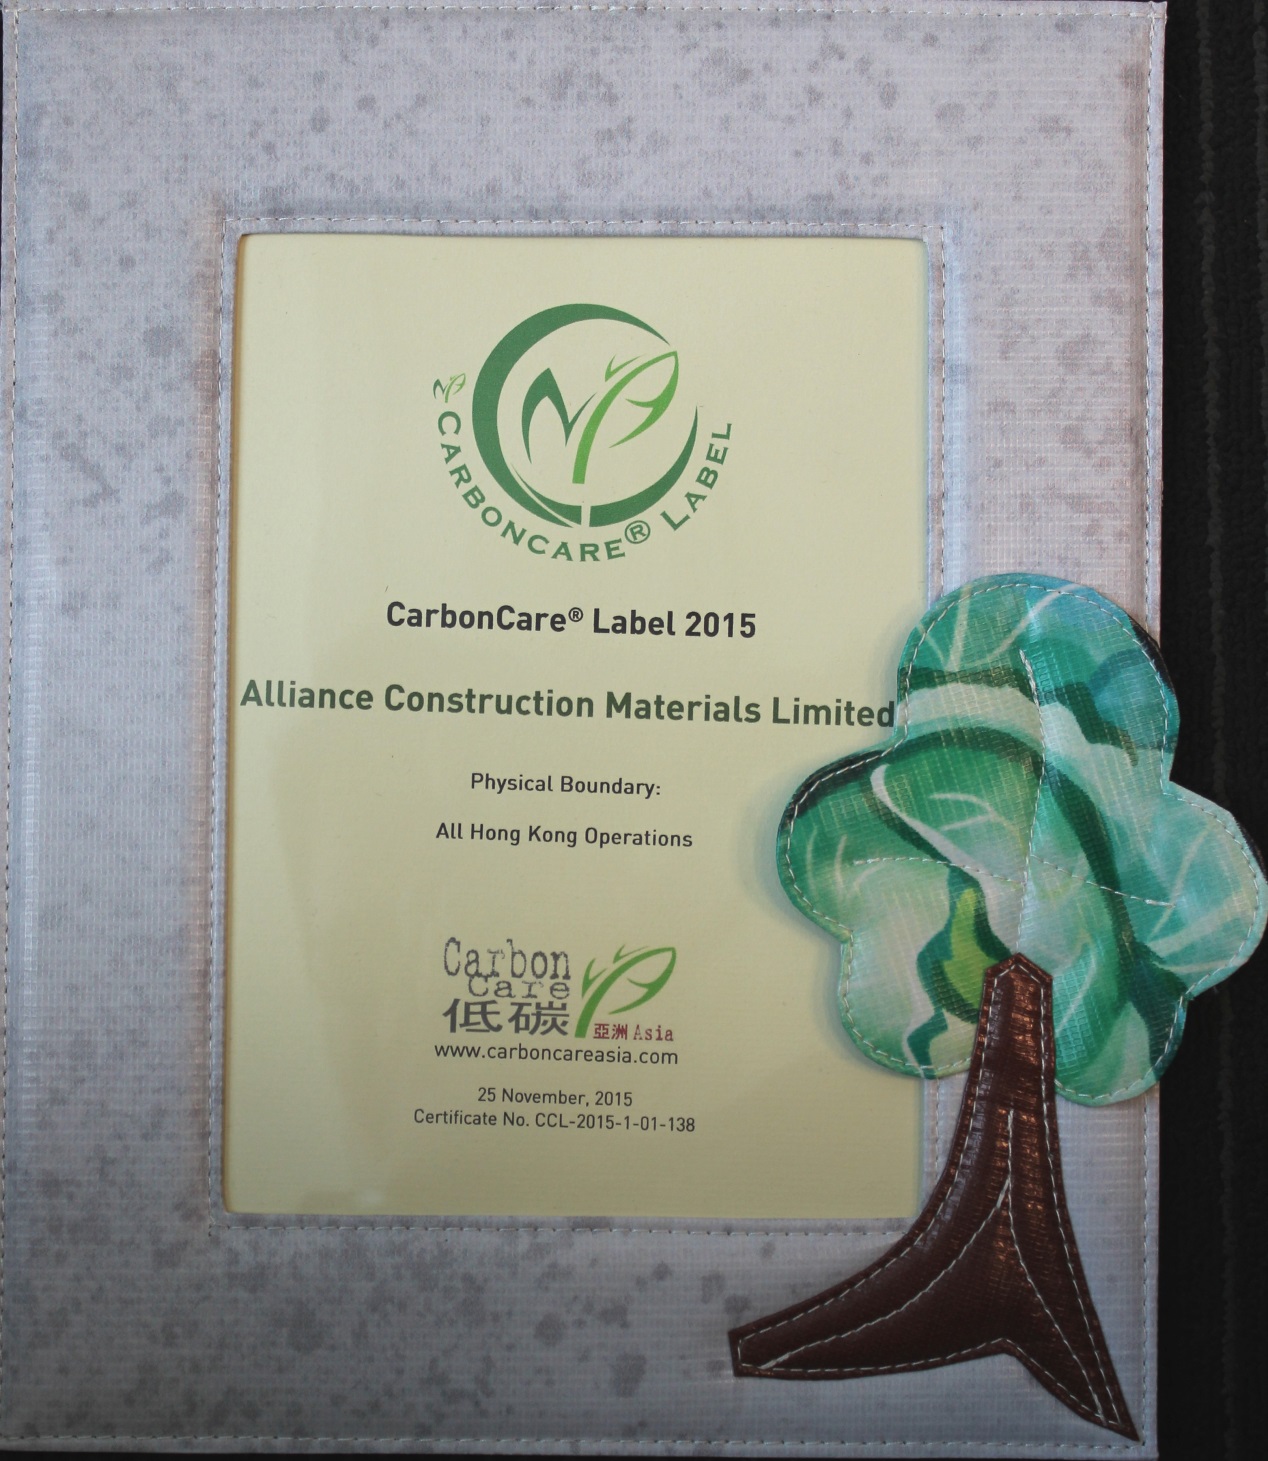 CARBONCARE® LABEL
CarbonCare® Label 2015
Alliance Construction Materials Limited
Physical Boundary:
All Hong Kong Operations
Carbon
Care
低碳
亞洲 Asia
www.carboncareasia.com
25 November, 2015
Certificate No. CCL-2015-1-01-138